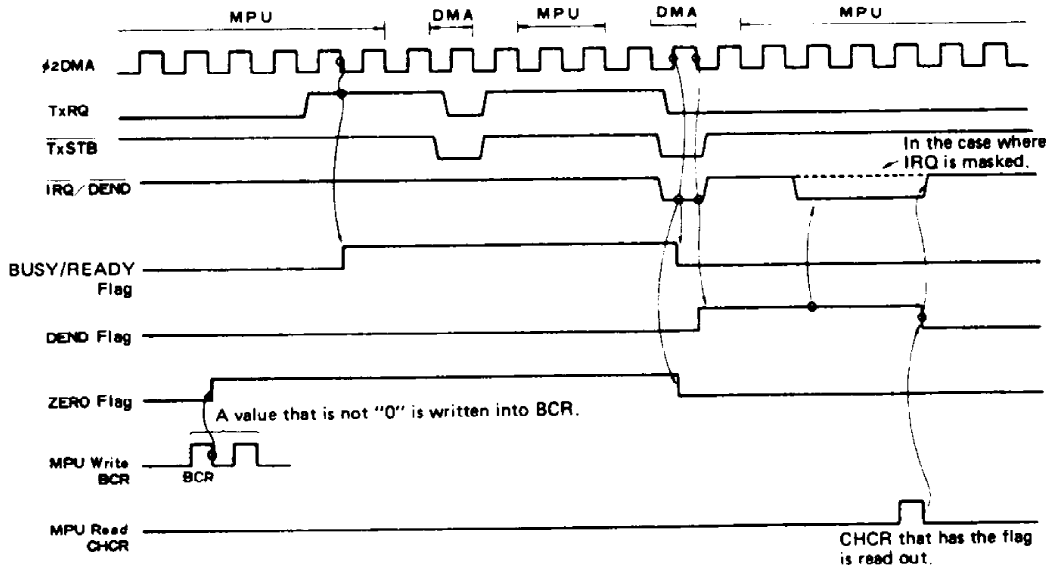 MPU DMA MPU DMA MPU
ϕ2DMA
TxRQ
TxSTB
In the case where
IRQ is masked.
IRQ/DEND
BUSY/READY
Flag
DEND Flag
ZERO Flag
A value that is not "0" is written into BCR.
MPU Write
BCR
BCR
MPU Read
CHCR
CHCR that has the flag
is read out.